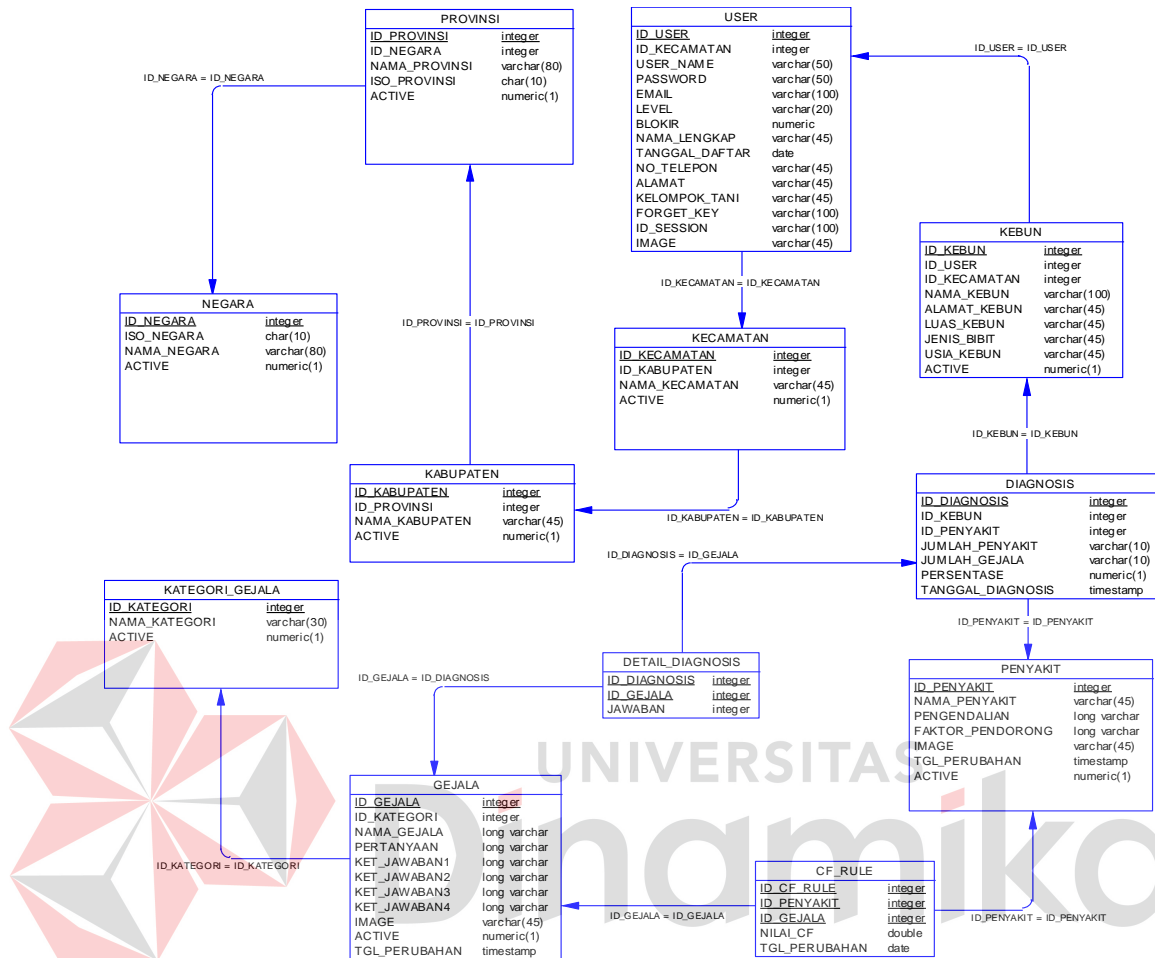 PROVINSI
ID_PROVINSI integer
ID_NEGARA integer
NAMA_PROVINSI varchar(80)
ISO_PROVINSI char(10)
ACTIVE numeric(1)
USER
ID_USER integer
ID_KECAMATAN integer
USER_NAME varchar(50)
PASSWORD varchar(50)
EMAIL varchar(100)
LEVEL varchar(20)
BLOKIR numeric
NAMA_LENGKAP varchar(45)
TANGGAL_DAFTAR date
NO_TELEPON varchar(45)
ALAMAT varchar(45)
KELOMPOK_TANI varchar(45)
FORGET_KEY varchar(100)
ID_SESSION varchar(100)
IMAGE varchar(45)
ID_USER = ID_USER
ID_NEGARA = ID_NEGARA
KEBUN
ID_KEBUN integer
ID_USER integer
ID_KECAMATAN integer
NAMA_KEBUN varchar(100)
ALAMAT_KEBUN varchar(45)
LUAS_KEBUN varchar(45)
JENIS_BIBIT varchar(45)
USIA_KEBUN varchar(45)
ACTIVE numeric(1)
ID_KECAMATAN = ID_KECAMATAN
NEGARA
ID_NEGARA integer
ISO_NEGARA char(10)
NAMA_NEGARA varchar(80)
ACTIVE numeric(1)
ID_PROVINSI = ID_PROVINSI
KECAMATAN
ID_KECAMATAN integer
ID_KABUPATEN integer
NAMA_KECAMATAN varchar(45)
ACTIVE numeric(1)
ID_KEBUN = ID_KEBUN
KABUPATEN
ID_KABUPATEN integer
ID_PROVINSI integer
NAMA_KABUPATEN varchar(45)
ACTIVE numeric(1)
ID_KABUPATEN = ID_KABUPATEN
DIAGNOSIS
ID_DIAGNOSIS integer
ID_KEBUN integer
ID_PENYAKIT integer
JUMLAH_PENYAKIT varchar(10)
JUMLAH_GEJALA varchar(10)
PERSENTASE numeric(1)
TANGGAL_DIAGNOSIS timestamp
ID_DIAGNOSIS = ID_GEJALA
KATEGORI_GEJALA
ID_KATEGORI integer
NAMA_KATEGORI varchar(30)
ACTIVE numeric(1)
ID_PENYAKIT = ID_PENYAKIT
DETAIL_DIAGNOSIS
ID_DIAGNOSIS integer
ID_GEJALA integer
JAWABAN integer
ID_GEJALA = ID_DIAGNOSIS
PENYAKIT
ID_PENYAKIT integer
NAMA_PENYAKIT varchar(45)
PENGENDALIAN long varchar
FAKTOR_PENDORONG long varchar
IMAGE varchar(45)
TGL_PERUBAHAN timestamp
ACTIVE numeric(1)
UNIVERSITAS
Dinamika
GEJALA
ID_GEJALA integer
ID_KATEGORI integer
NAMA_GEJALA long varchar
PERTANYAAN long varchar
KET_JAWABAN1 long varchar
KET_JAWABAN2 long varchar
KET_JAWABAN3 long varchar
KET_JAWABAN4 long varchar
IMAGE varchar(45)
ACTIVE numeric(1)
TGL_PERUBAHAN timestamp
ID_KATEGORI = ID_KATEGORI
CF_RULE
ID_CF_RULE integer
ID_PENYAKIT integer
ID_GEJALA integer
NILAI_CF double
TGL_PERUBAHAN date
ID_GEJALA = ID_GEJALA
ID_PENYAKIT = ID_PENYAKIT